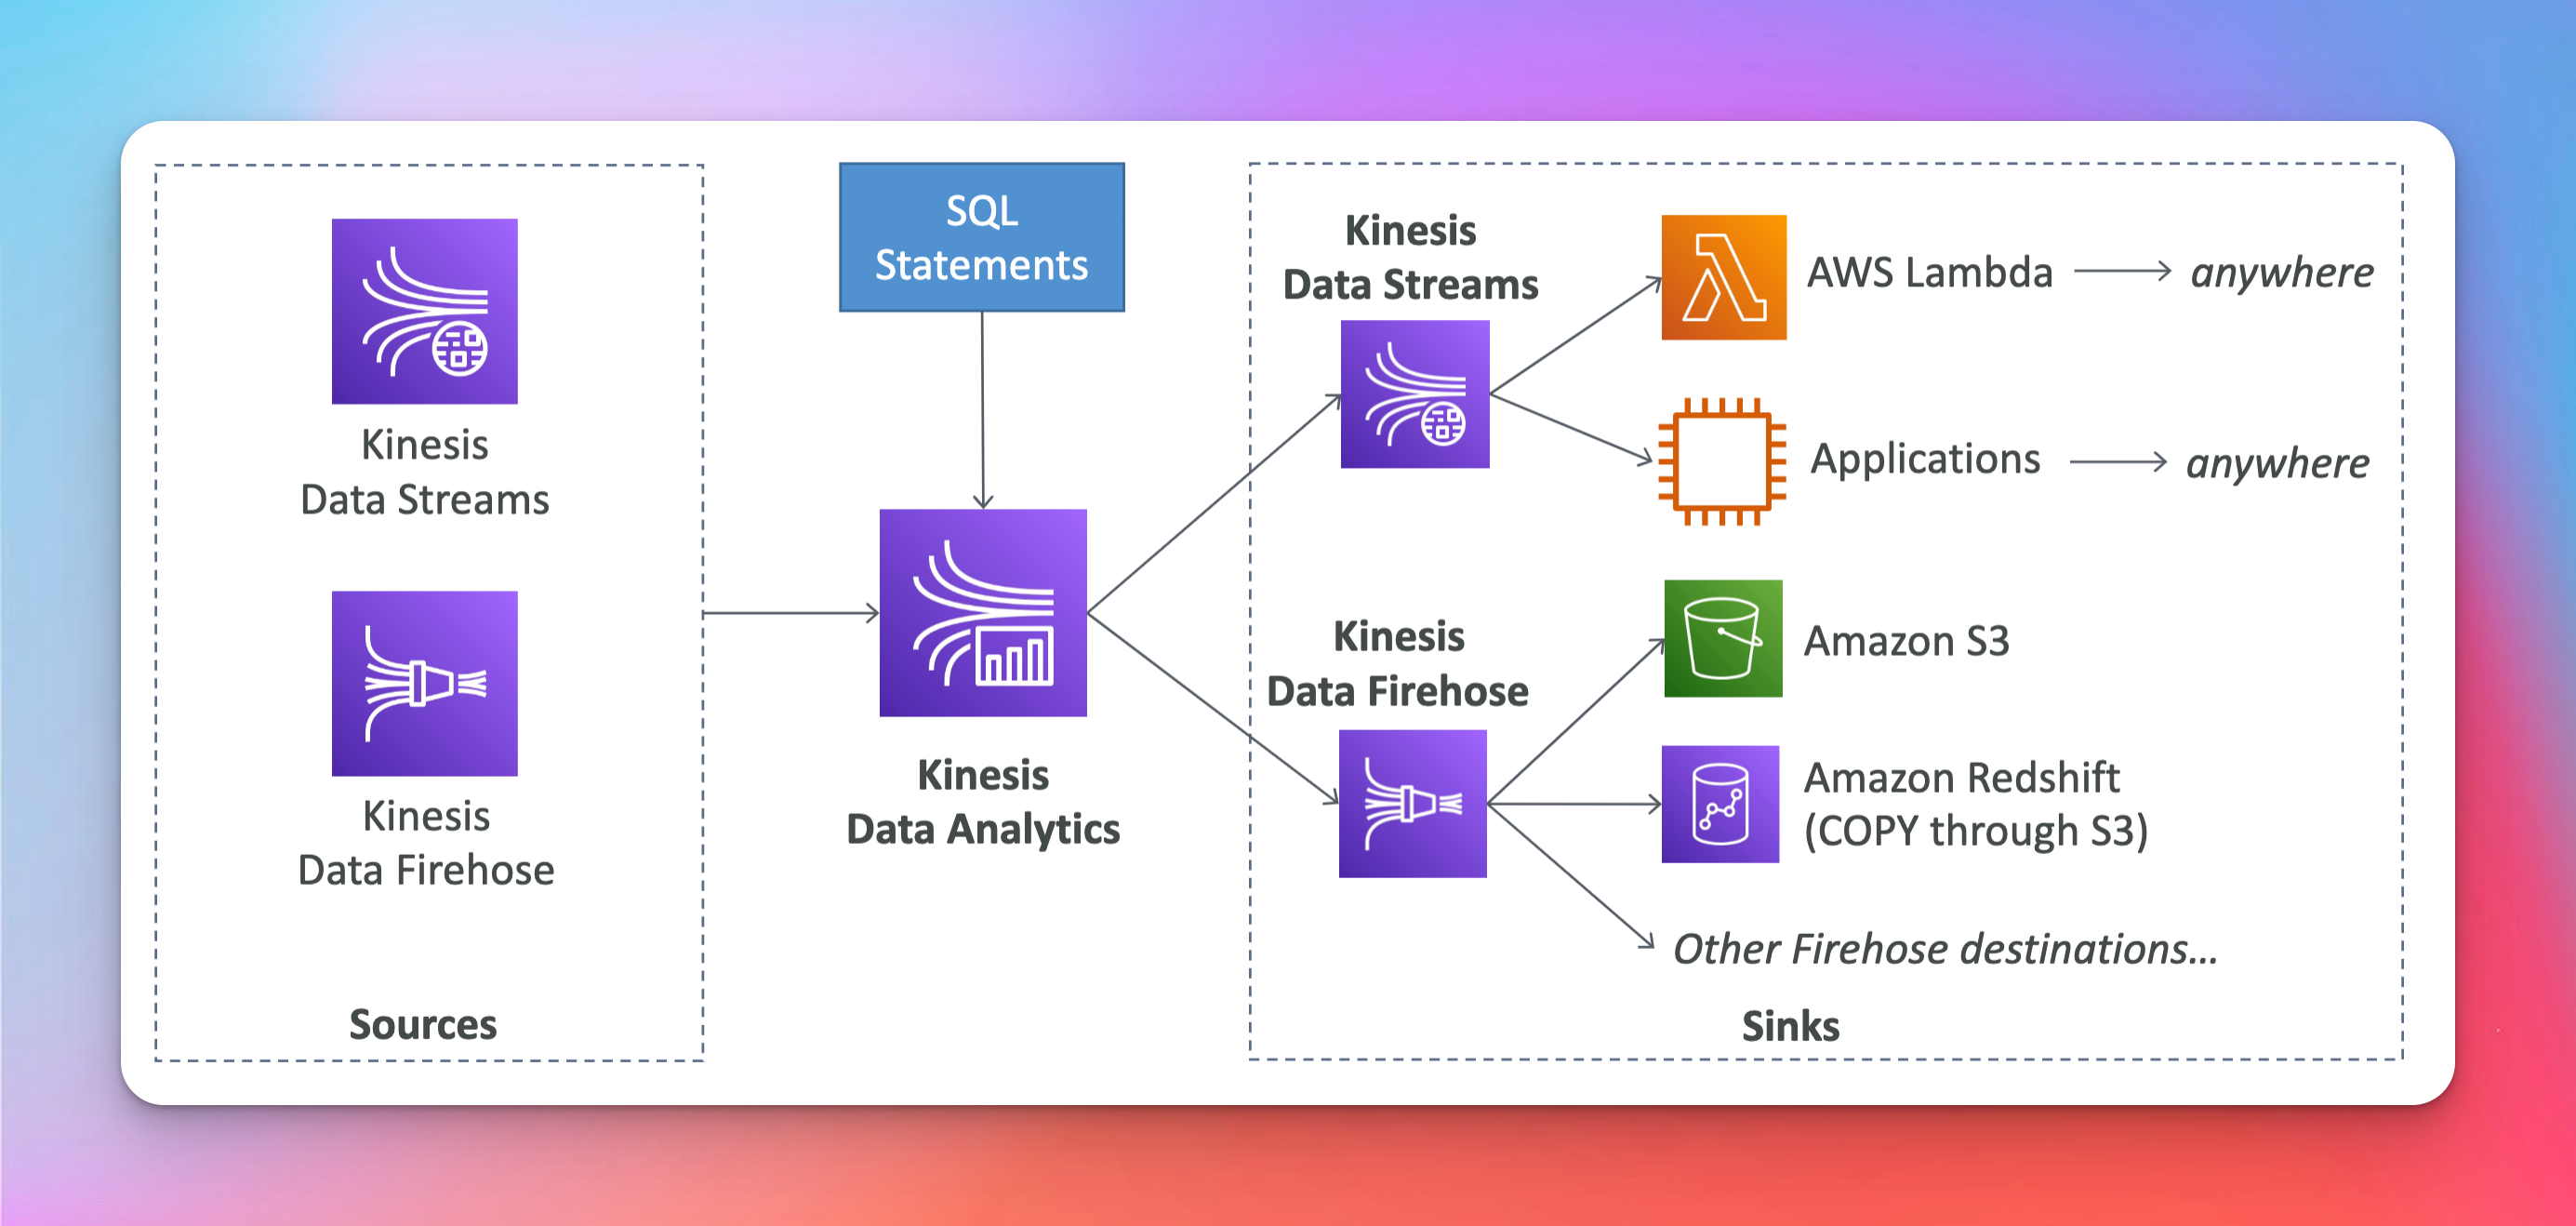 Kinesis
Data Streams
Kinesis
Data Firehose
Sources
SQL
Statements
Kinesis
Data Analytics
Kinesis
Data Streams
AWS Lambda
anywhere
Applications
anywhere
Kinesis
Data Firehose
Amazon S3
Amazon Redshift
(COPY through S3)
Other Firehose destinations...
Sinks